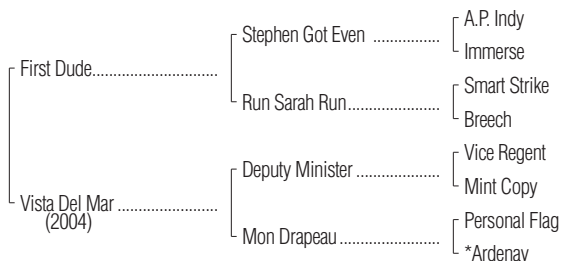 A.P. Indy
Stephen Got Even ................
Immerse
First Dude..............................
Smart Strike
Run Sarah Run......................
Breech
Vice Regent
Deputy Minister ....................
Mint Copy
Vista Del Mar ........................
(2004)
Personal Flag
Mon Drapeau........................
*Ardenay